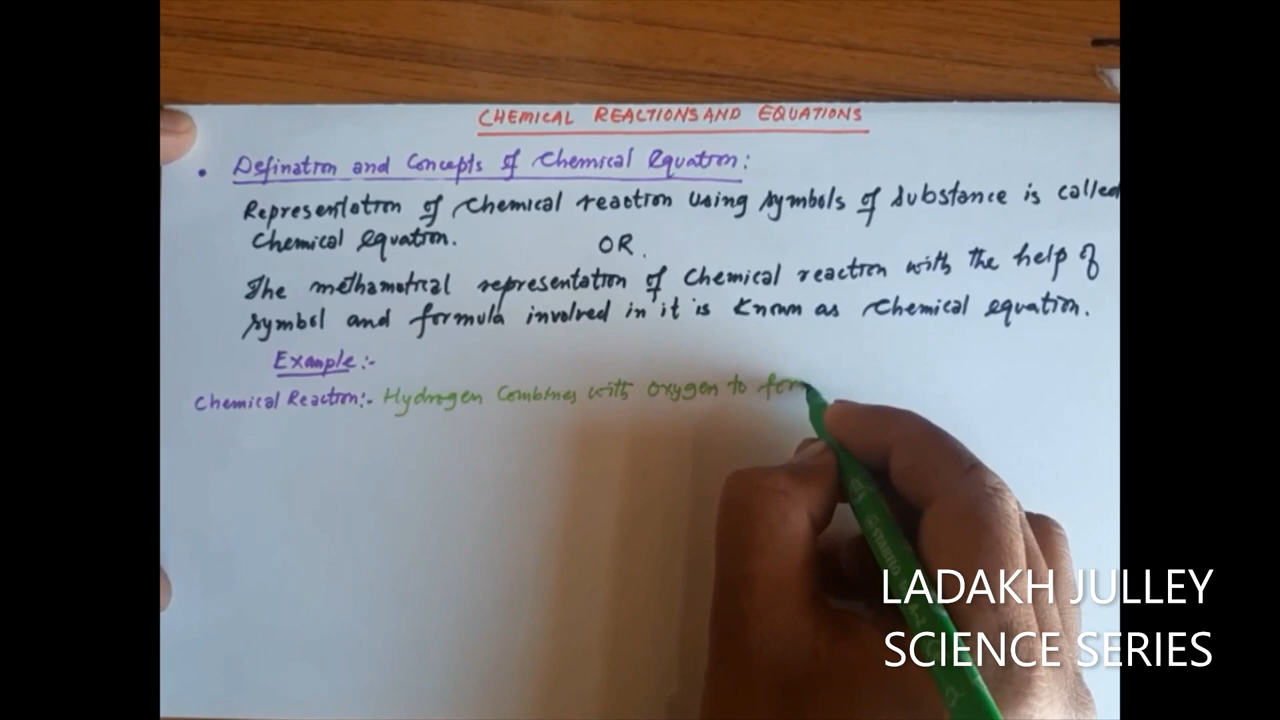 CHEMICAL REACTIONS AND EQUATIONS
• Defination and Concepts of Chemical Equation:
Representation of Chemical reaction using symbols of substance is called
Chemical equation. OR.
The methamatical representation of Chemical reaction with the help of
symbol and formula involved in it is known as Chemical equation.
Example:-
Chemical Reaction:- Hydrogen Combines with oxygen to for
LADAKH JULLEY
SCIENCE SERIES